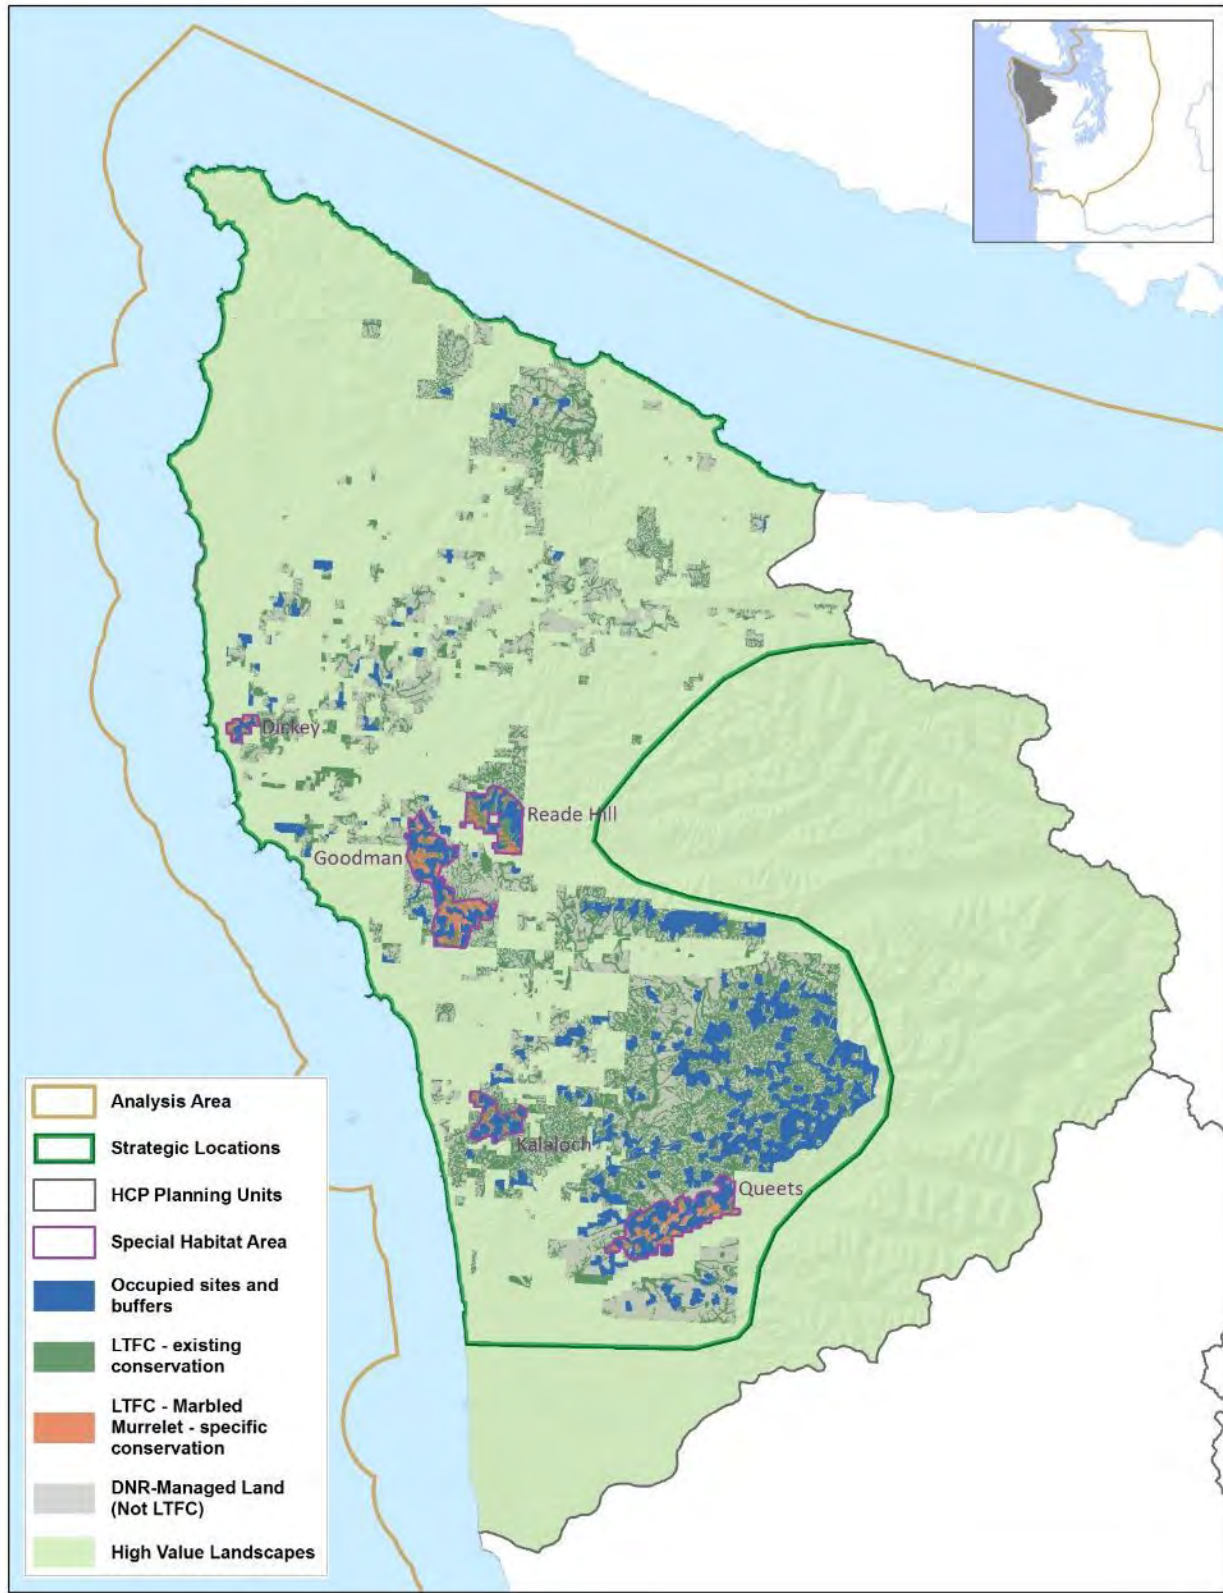 Dickey
Reade Hill
Goodman
Kalaloch
Queets
Analysis Area
Strategic Locations
HCP Planning Units
Special Habitat Area
Occupied sites and
buffers
LTFC - existing
conservation
LTFC - Marbled
Murrelet - specific
conservation
DNR-Managed Land
(Not LTFC)
High Value Landscapes